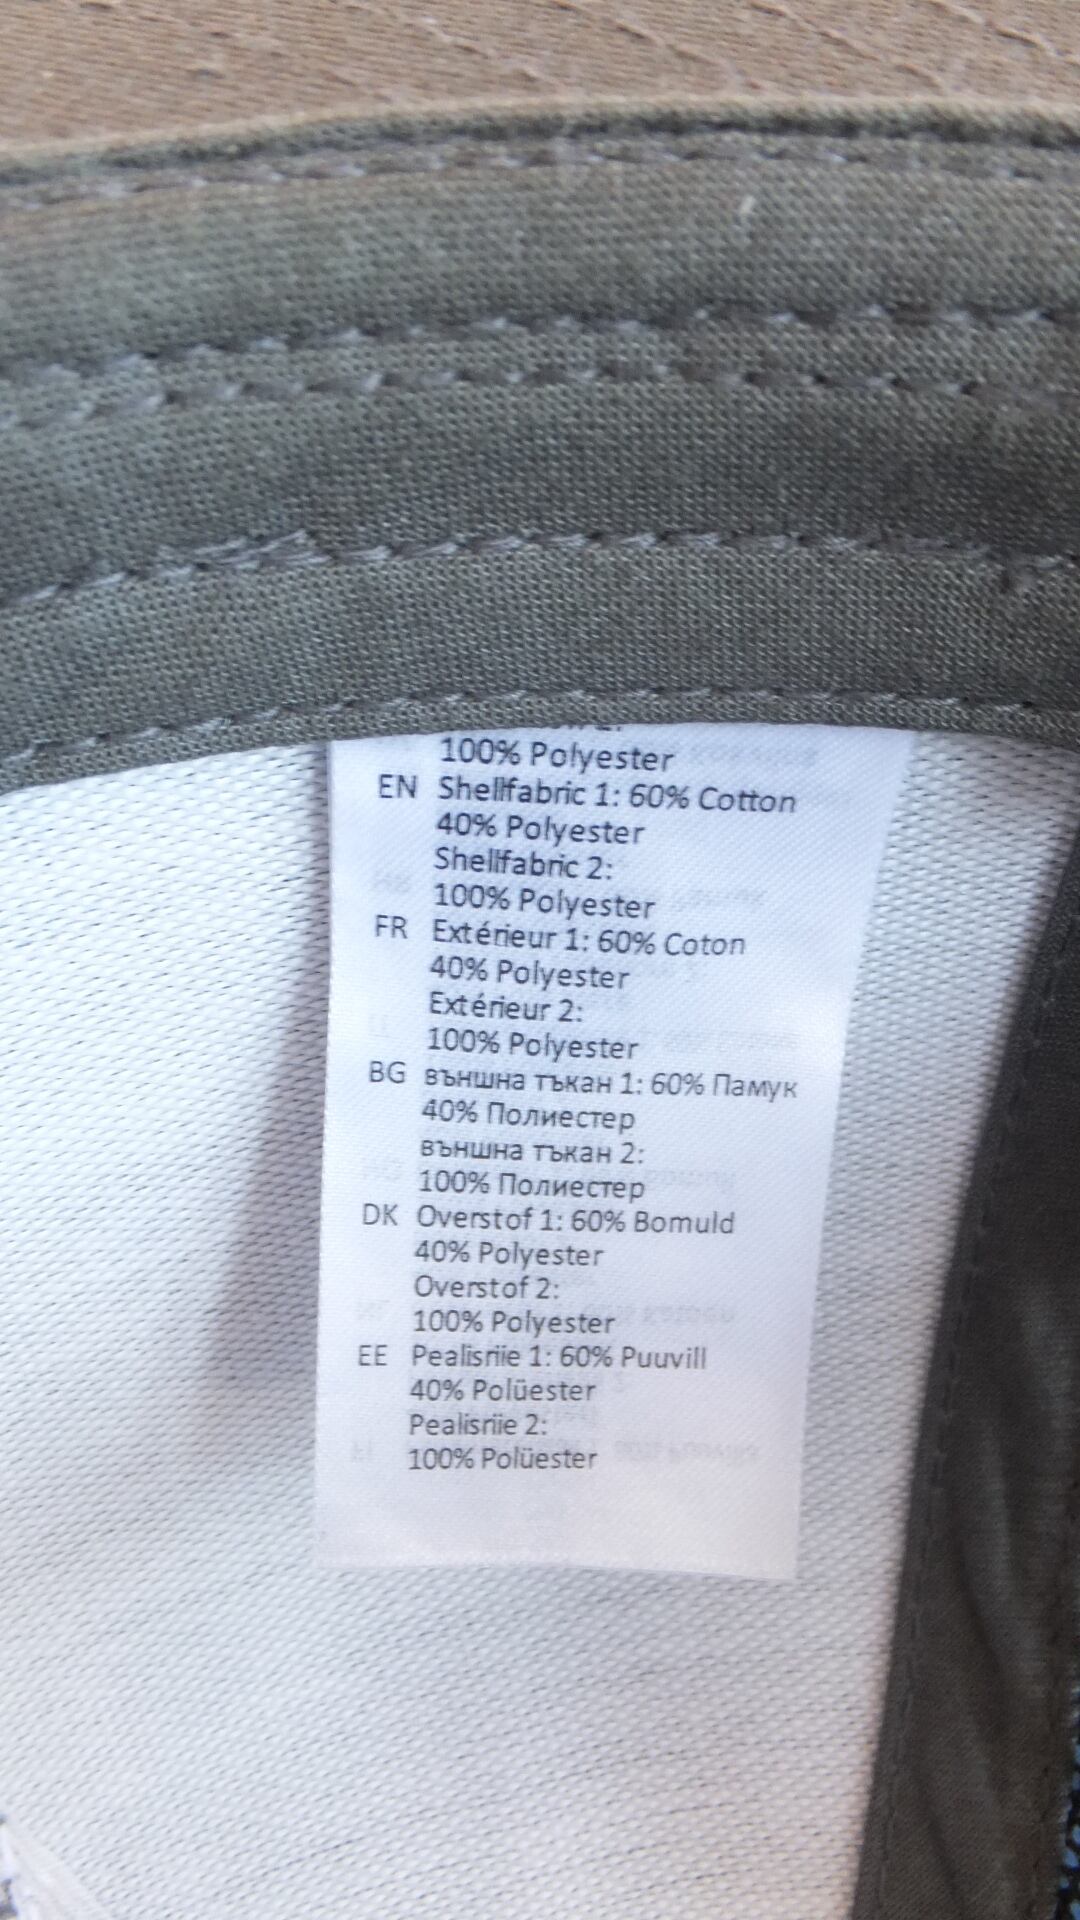 100% Polyester
EN Shellfabric 1: 60% Cotton
40% Polyester
Shellfabric 2:
100% Polyester
FR Extérieur 1: 60% Coton
40% Polyester
Extérieur 2:
100% Polyester
BG външна тъкан 1: 60% Памук
40% Полиестер
външна тъкан 2:
100% Полиестер
DK Overstof 1: 60% Bomuld
40% Polyester
Overstof 2:
100% Polyester
EE Pealisriie 1: 60% Puuvill
40% Polüester
Pealisriie 2:
100% Polüester